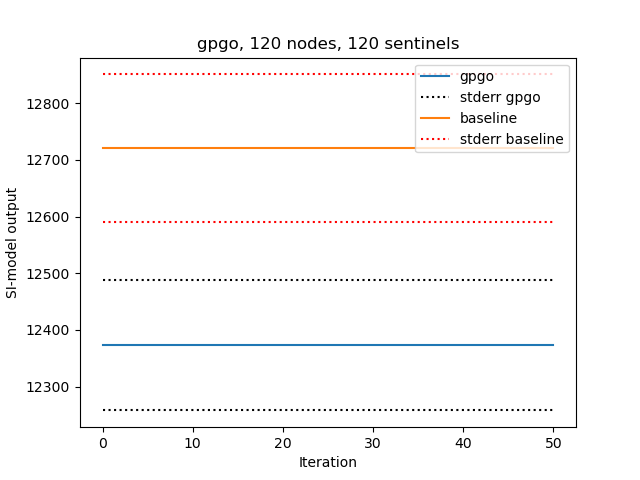 gpgo, 120 nodes, 120 sentinels
gpgo
stderr gpgo
baseline
stderr baseline
SI-model output
12800
12700
12600
12500
12400
12300
0 10 20 30 40 50
Iteration